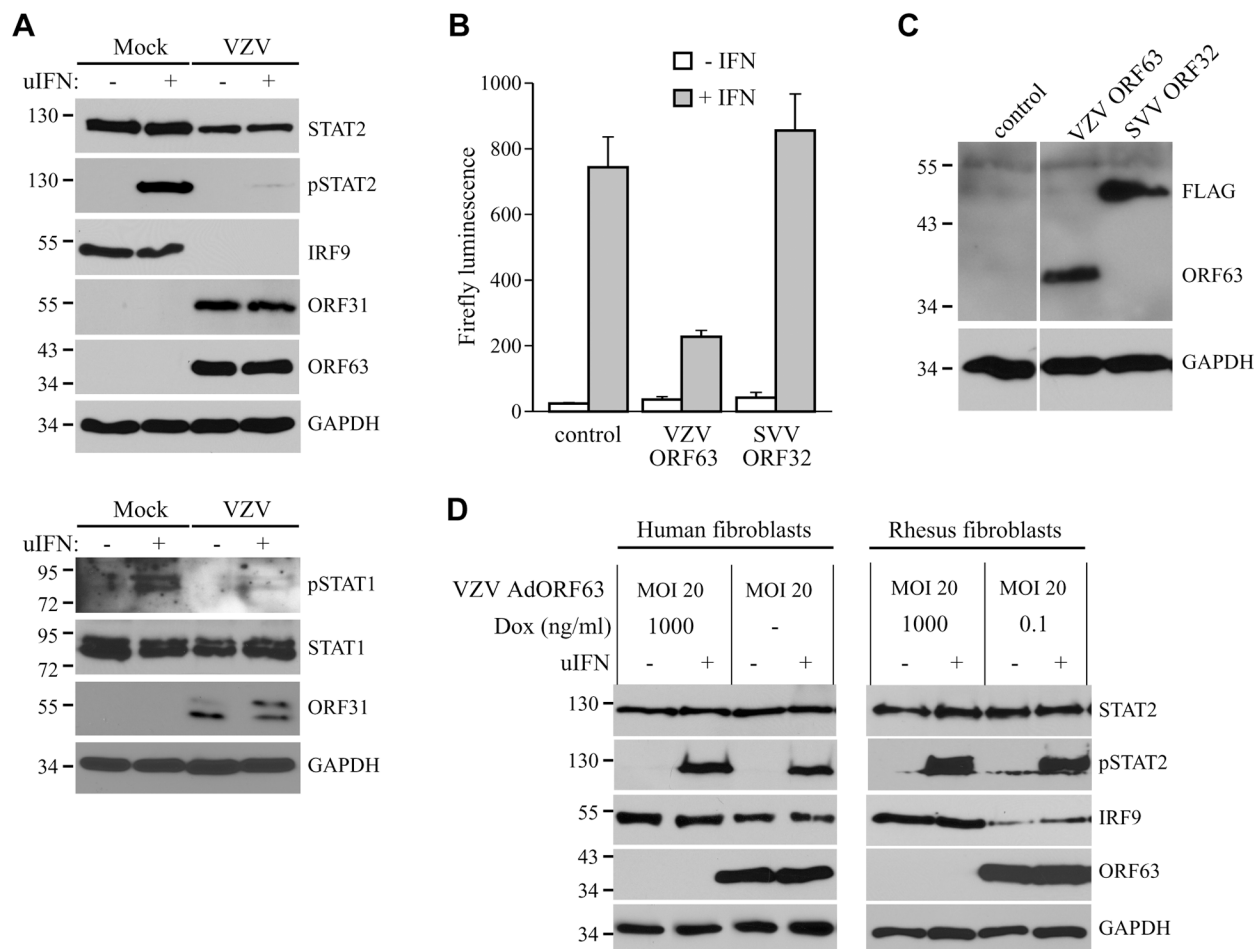 A
Mock VZV
uIFN: - + - +
130 STAT2
130 pSTAT2
55 IRF9
55 ORF31
43 ORF63
34
34 GAPDH
Mock VZV
uIFN: - + - +
95 pSTAT1
72
95 STAT1
72
55 ORF31
34 GAPDH
B
- IFN
+ IFN
Firefly luminescence
1000
800
600
400
200
0
control VZV SVV
ORF63 ORF32
C
control VZV ORF63 SVV ORF32
55
FLAG
43
ORF63
34
34 GAPDH
D
Human fibroblasts Rhesus fibroblasts
VZV AdORF63 MOI 20 MOI 20 MOI 20 MOI 20
Dox (ng/ml) 1000 - 1000 0.1
uIFN - + - + - + - +
130 STAT2
130 pSTAT2
55 IRF9
43 ORF63
34
34 GAPDH